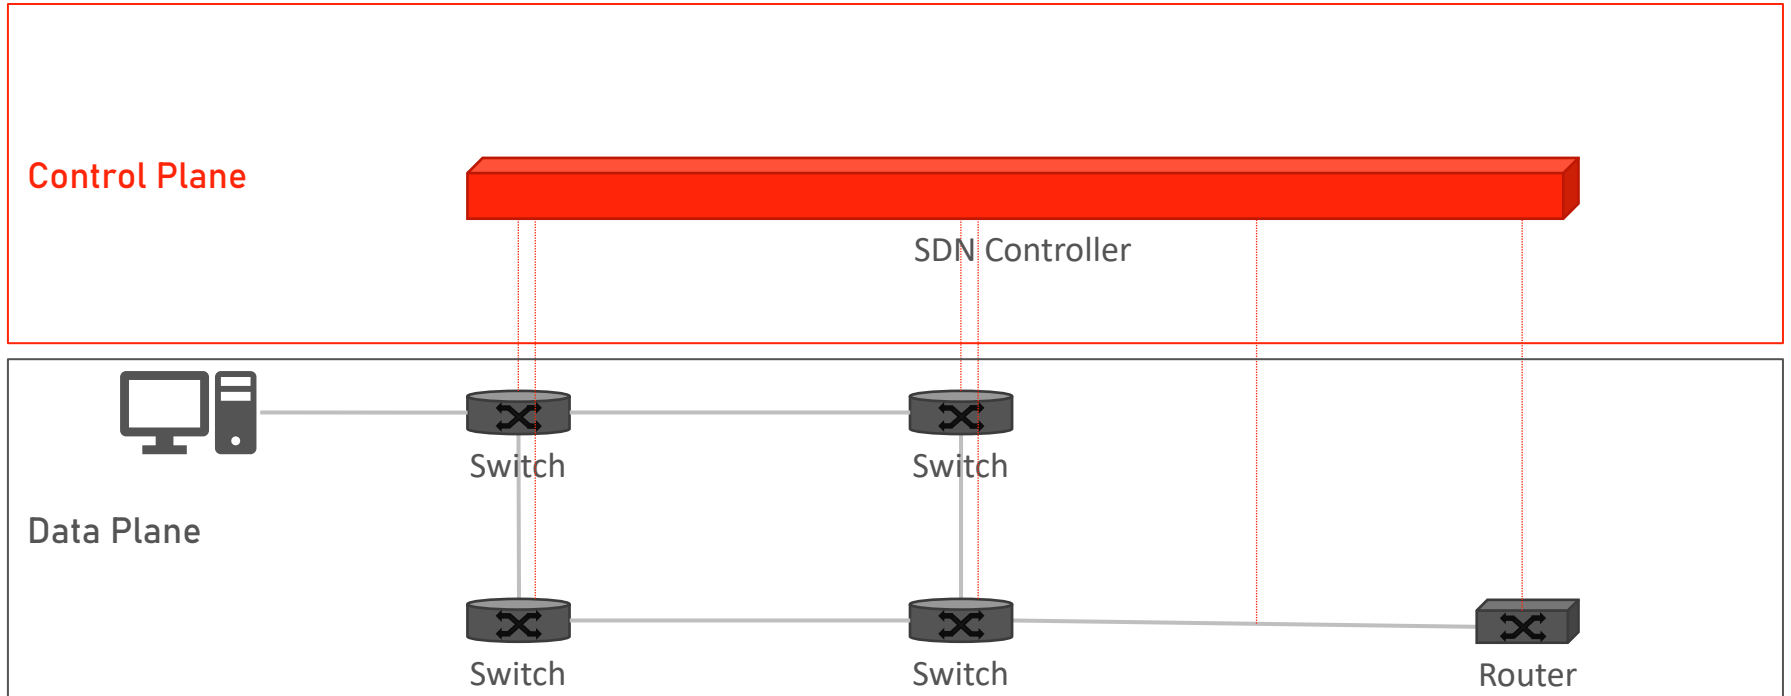 Control Plane
SDN Controller
Switch
Switch
Data Plane
Switch
Switch
Router